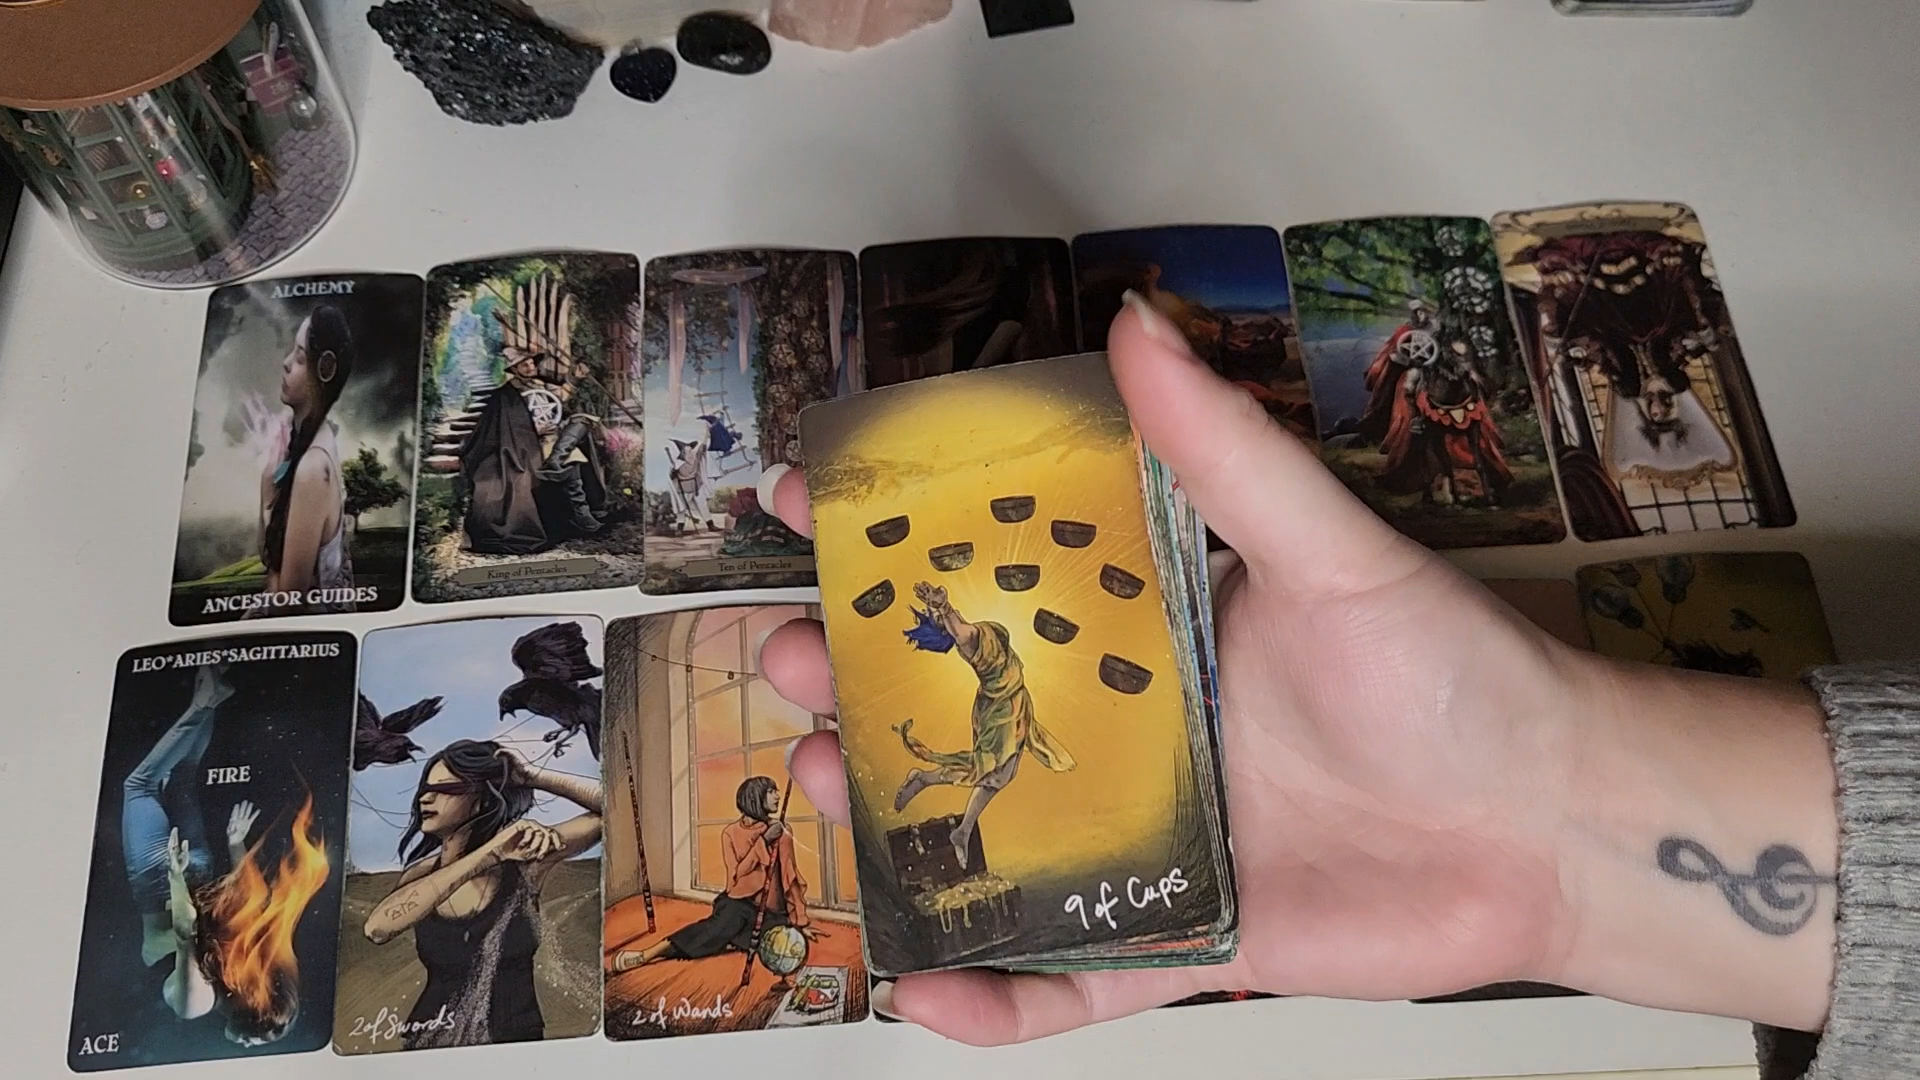 ALCHEMY
ANCESTOR GUIDES
King of Pentacles
Ten of Pentacles
LEO*ARIES*SAGITTARIUS
FIRE
ACE
2 of Swords
2 of Wands
9 of Cups